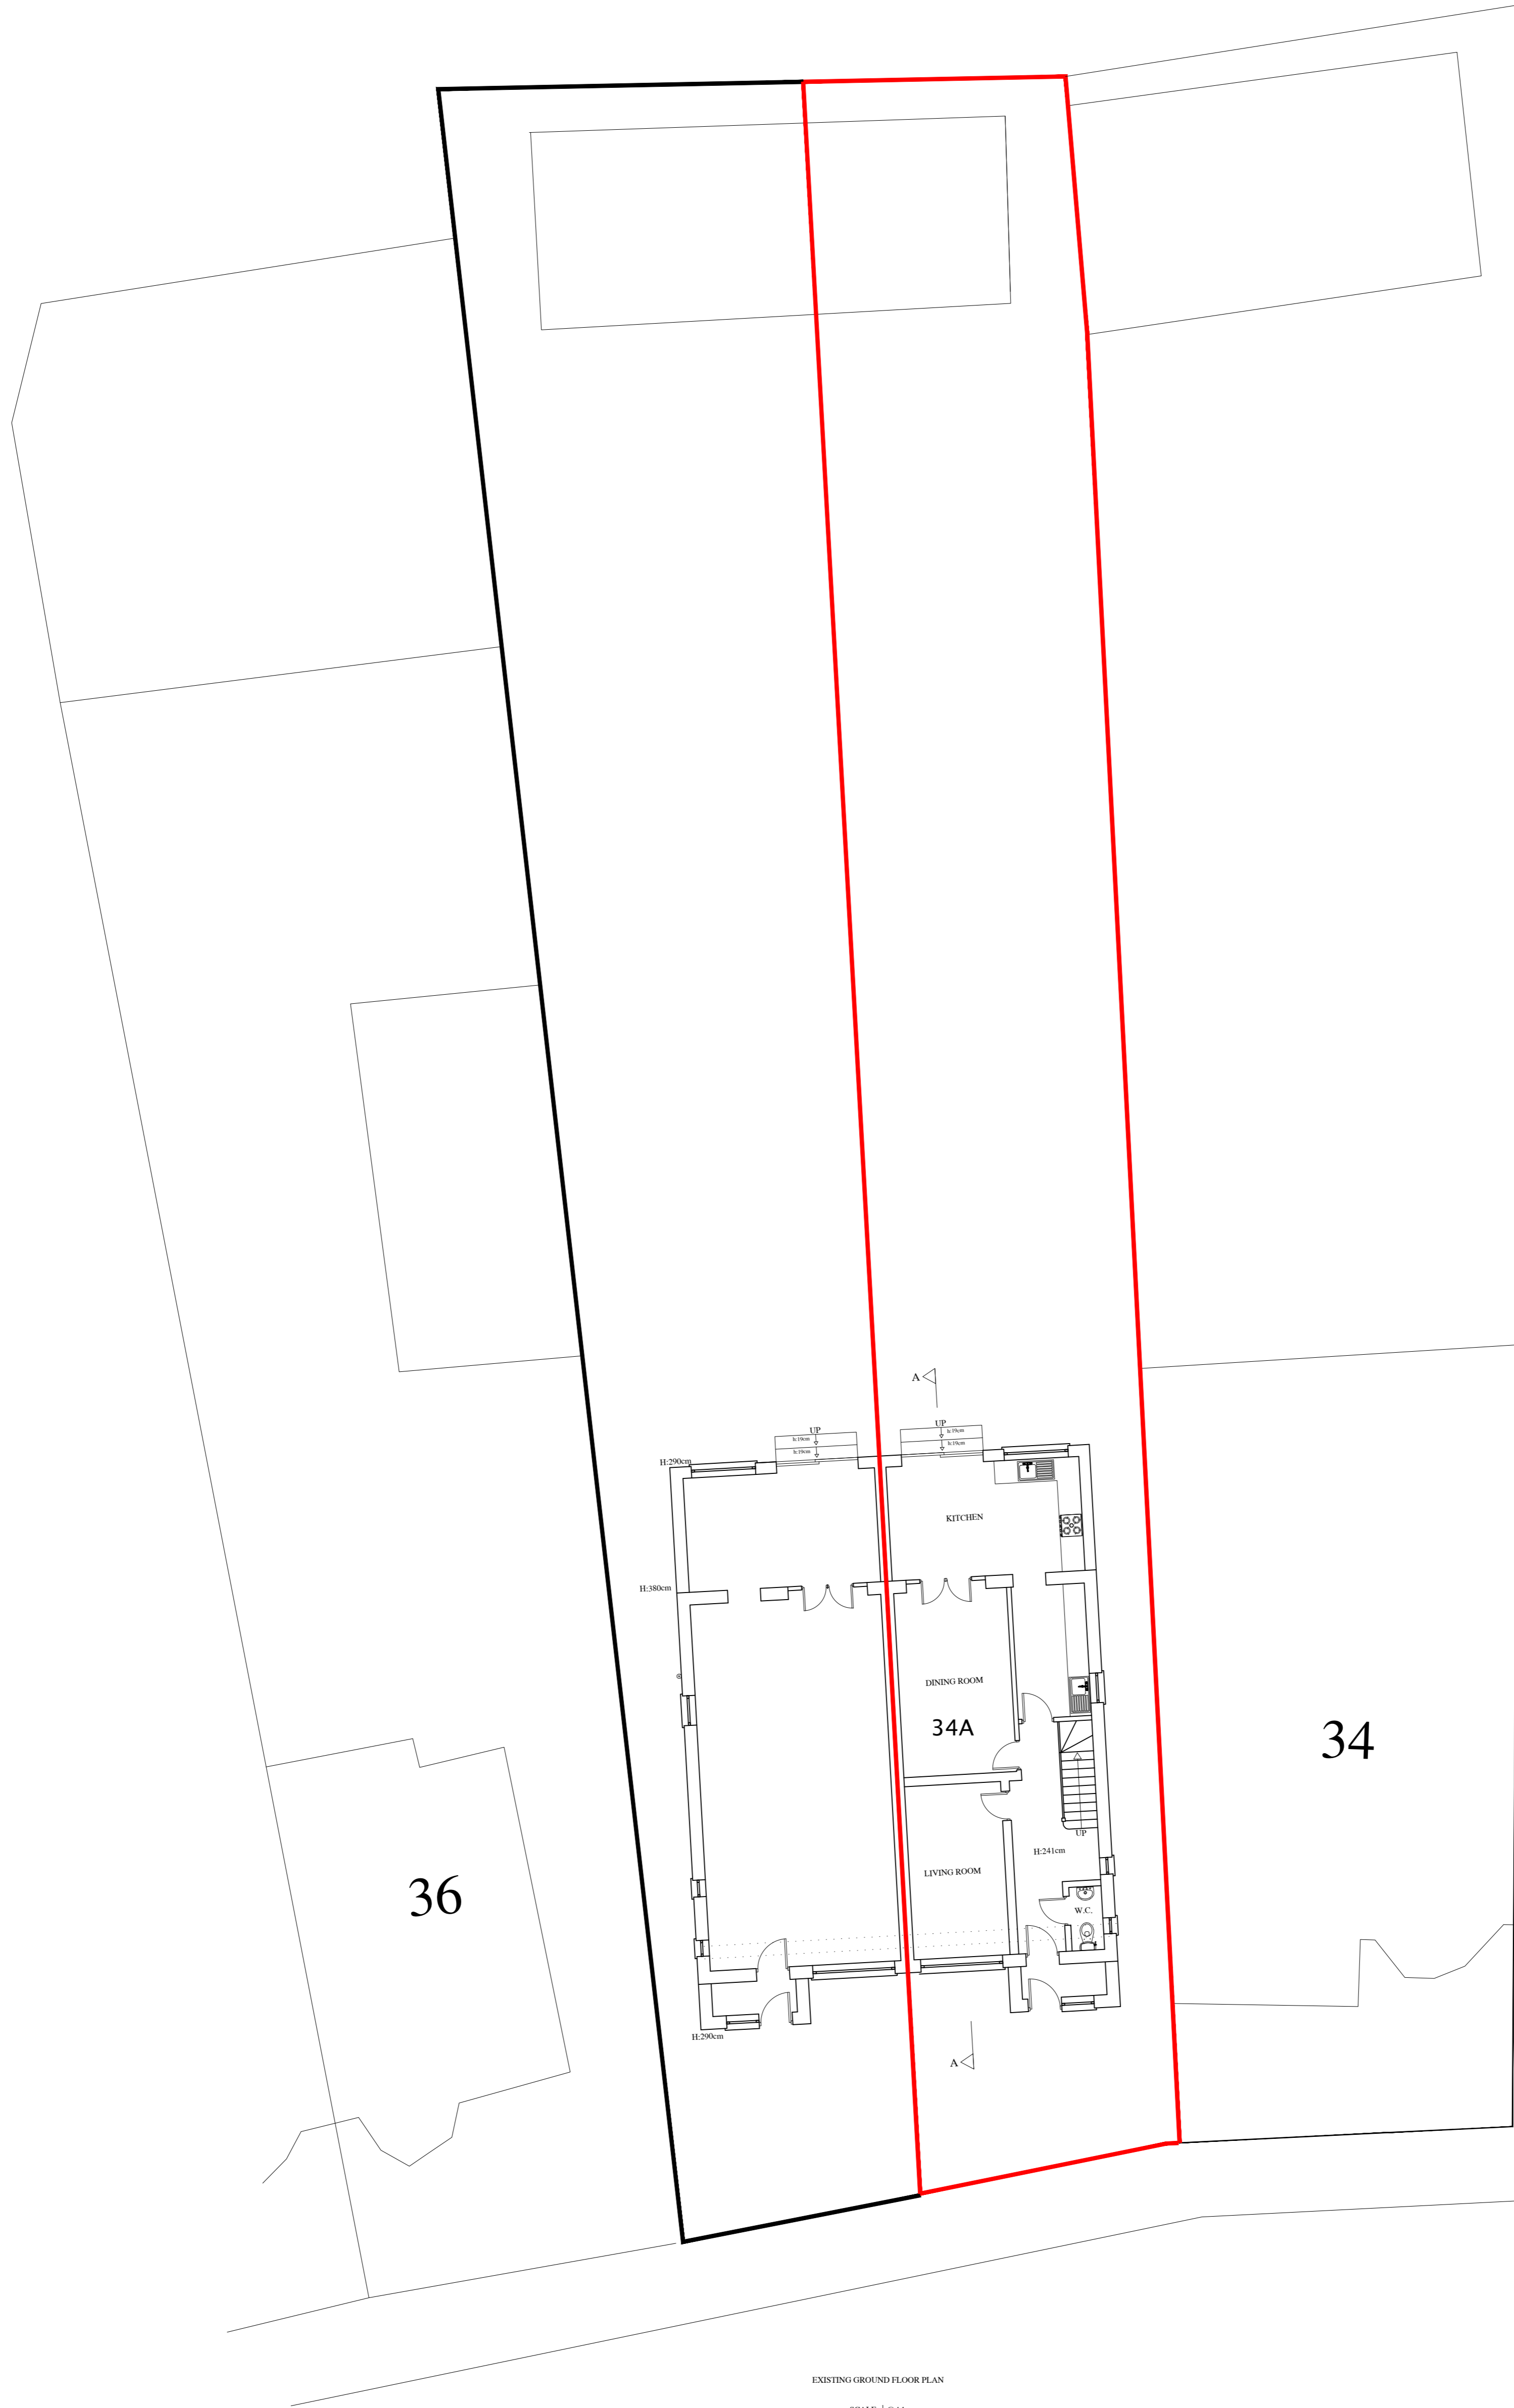 A
UP
UP
h:19cm
h:19cm
h:19cm
h:19cm
H:290cm
KITCHEN
H:380cm
DINING ROOM
34A
34
UP
H:241cm
LIVING ROOM
36
W.C.
H:290cm
A
EXISTING GROUND FLOOR PLAN